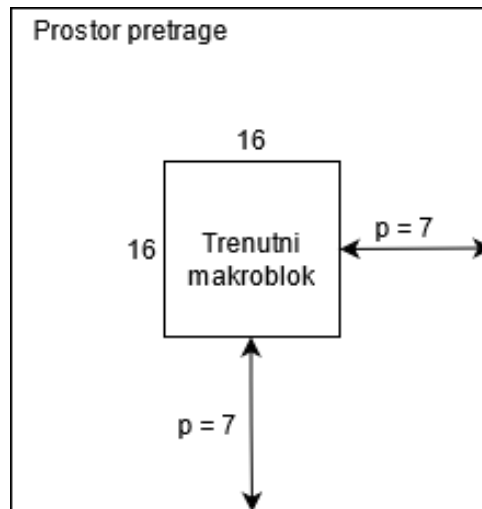 Prostor pretrage
16
16
Trenutni
makroblok
p = 7
p = 7